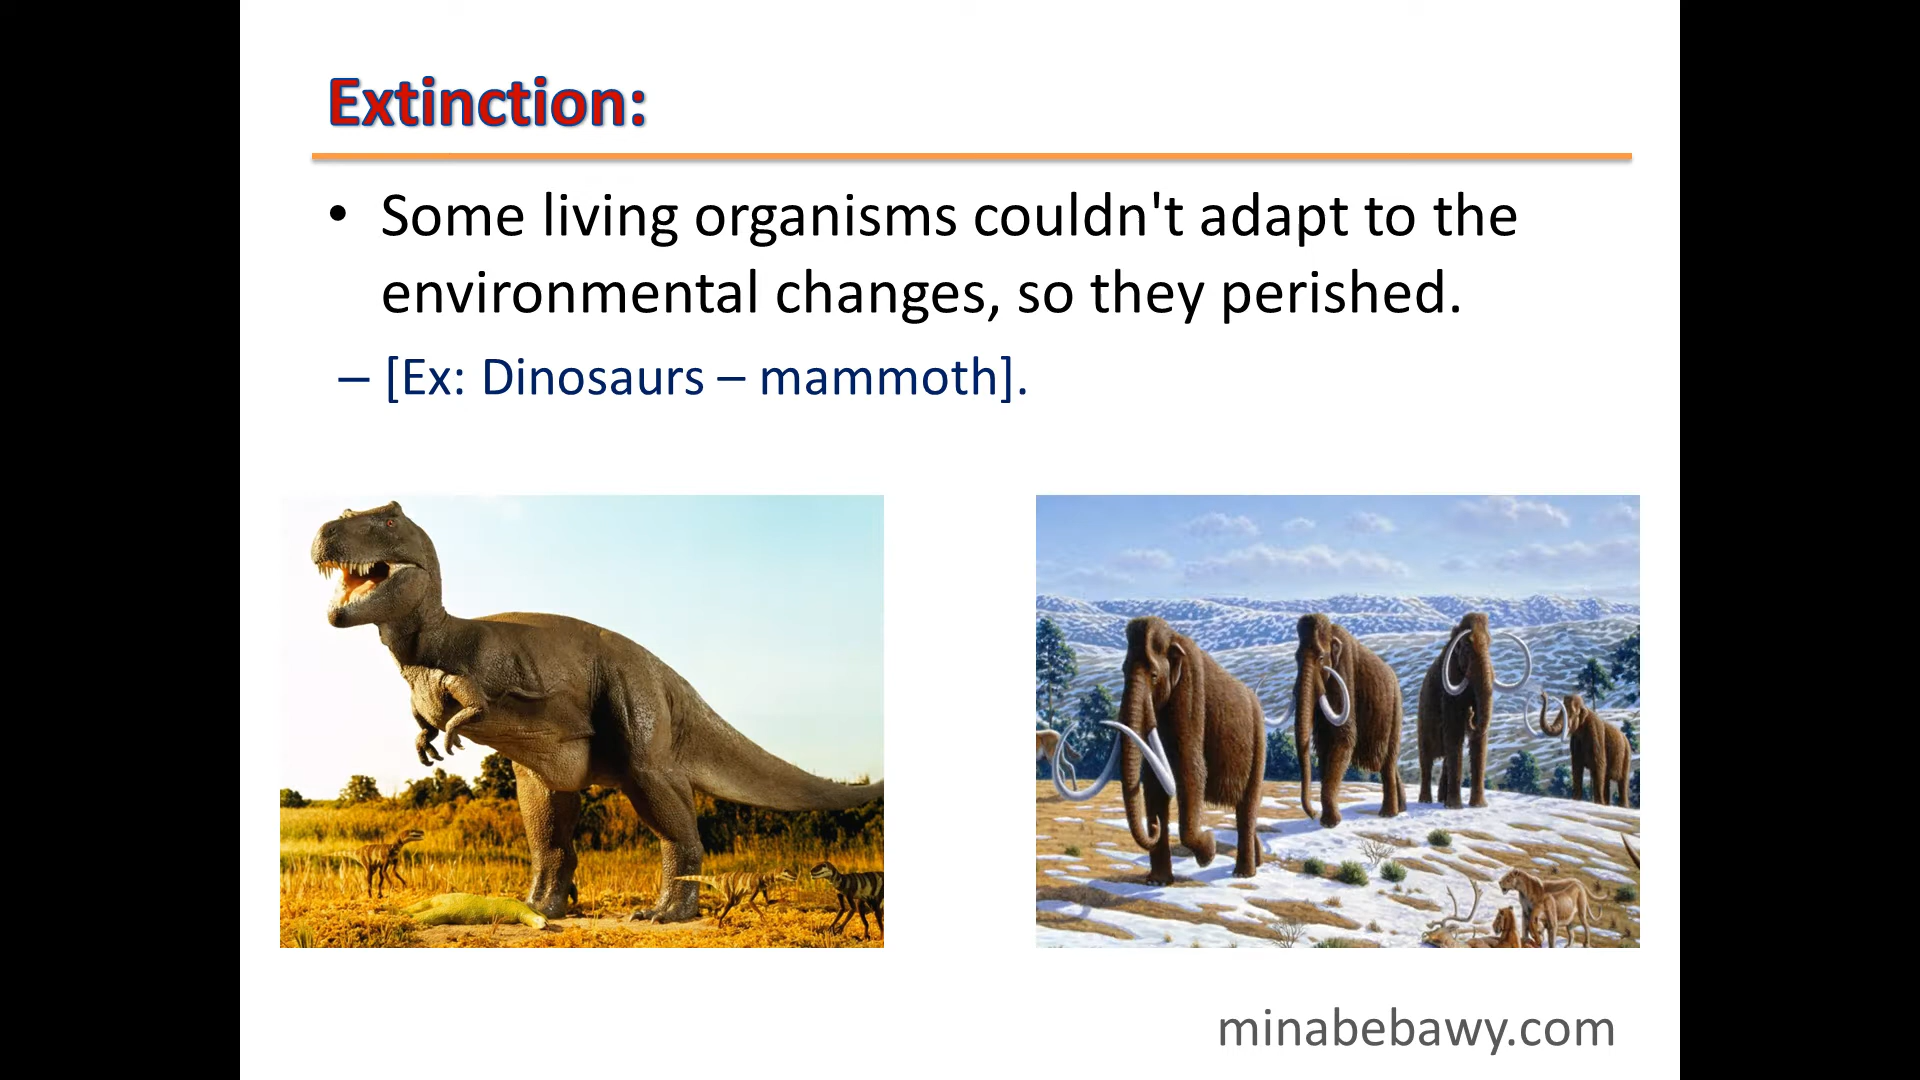 Extinction:
• Some living organisms couldn't adapt to the
environmental changes, so they perished.
– [Ex: Dinosaurs – mammoth].
minabebawy.com